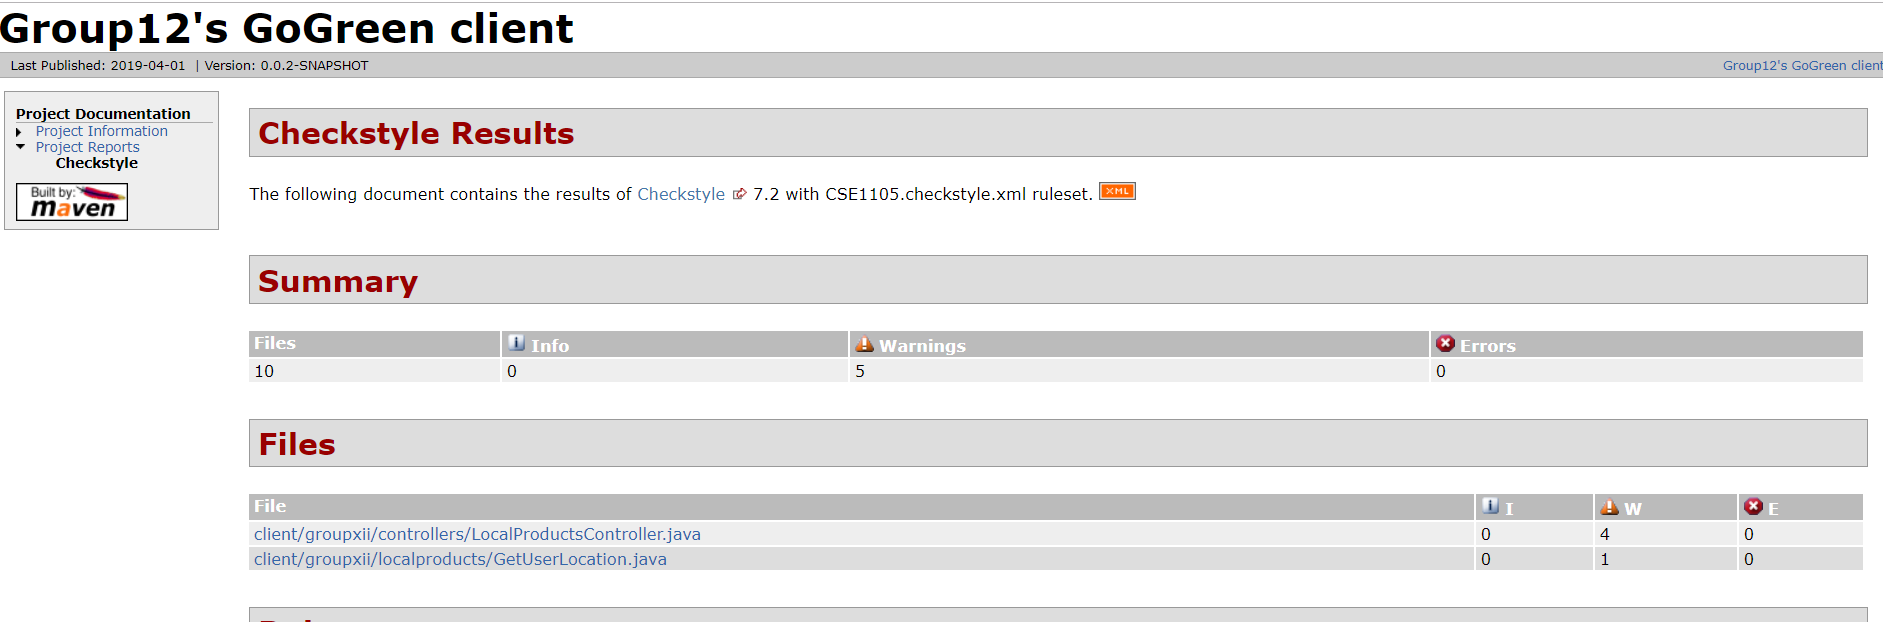 Group12's GoGreen client
Last Published: 2019-04-01 | Version: 0.0.2-SNAPSHOT
Group12's GoGreen client
Project Documentation
Project Information
Project Reports
Checkstyle
Built by:
maven
Checkstyle Results
The following document contains the results of Checkstyle 7.2 with CSE1105.checkstyle.xml ruleset. XML
Summary
Files Info Warnings Errors
10 0 5 0
Files
File I W E
client/groupxii/controllers/LocalProductsController.java 0 4 0
client/groupxii/localproducts/GetUserLocation.java 0 1 0